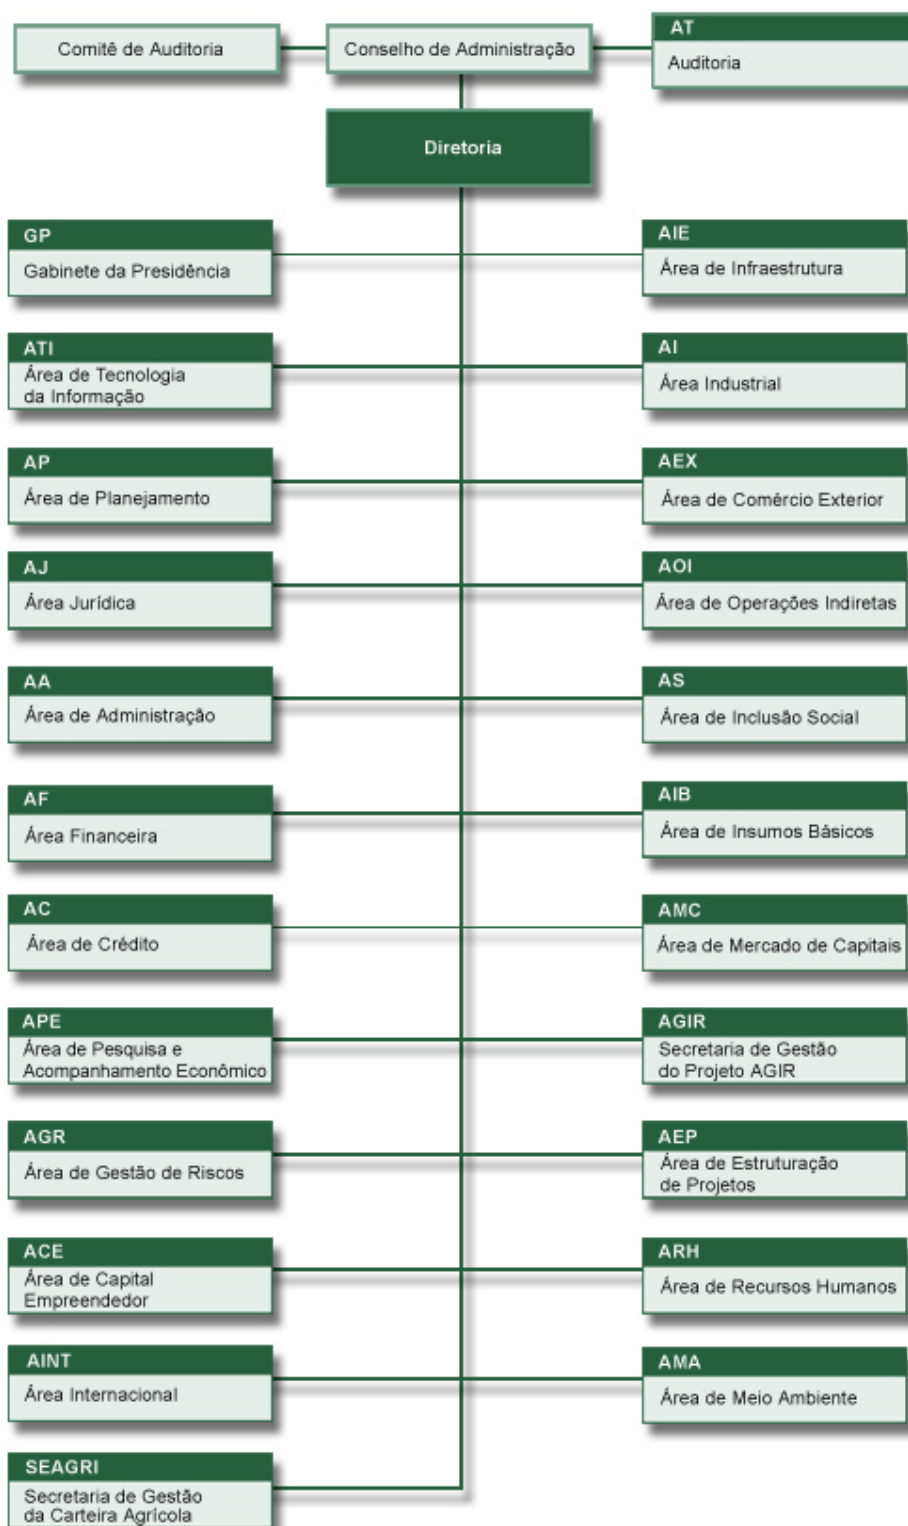 Comitê de Auditoria
Conselho de Administração
AT
Auditoria
Diretoria
GP
Gabinete da Presidência
AIE
Área de Infraestrutura
ATI
Área de Tecnologia
da Informação
AI
Área Industrial
AP
Área de Planejamento
AEX
Área de Comércio Exterior
AJ
Área Jurídica
AOI
Área de Operações Indiretas
AA
Área de Administração
AS
Área de Inclusão Social
AF
Área Financeira
AIB
Área de Insumos Básicos
AC
Área de Crédito
AMC
Área de Mercado de Capitais
APE
Área de Pesquisa e
Acompanhamento Econômico
AGIR
Secretaria de Gestão
do Projeto AGIR
AGR
Área de Gestão de Riscos
AEP
Área de Estruturação
de Projetos
ACE
Área de Capital
Empreendedor
ARH
Área de Recursos Humanos
AINT
Área Internacional
AMA
Área de Meio Ambiente
SEAGRI
Secretaria de Gestão
da Carteira Agrícola